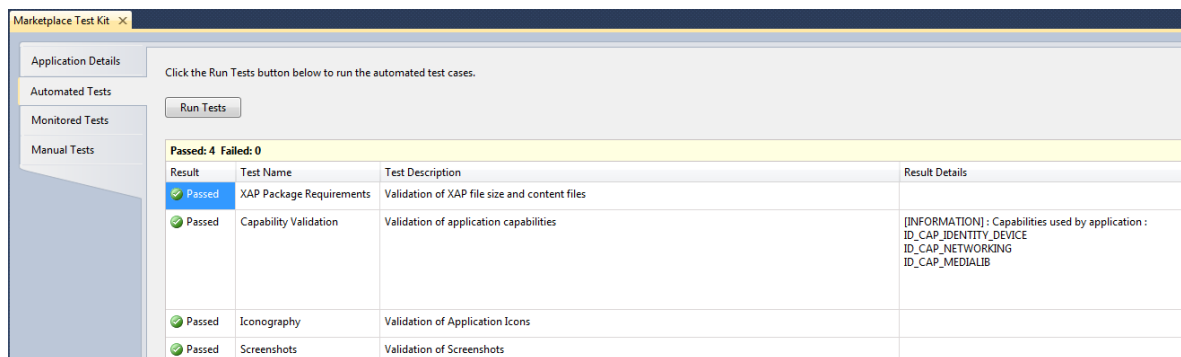 Marketplace Test Kit ×
Application Details
Automated Tests
Monitored Tests
Manual Tests
Click the Run Tests button below to run the automated test cases.
Run Tests
Passed: 4 Failed: 0
Result Test Name Test Description Result Details
Passed XAP Package Requirements Validation of XAP file size and content files
Passed Capability Validation Validation of application capabilities [INFORMATION] : Capabilities used by application :
ID_CAP_IDENTITY_DEVICE
ID_CAP_NETWORKING
ID_CAP_MEDIALIB
Passed Iconography Validation of Application Icons
Passed Screenshots Validation of Screenshots